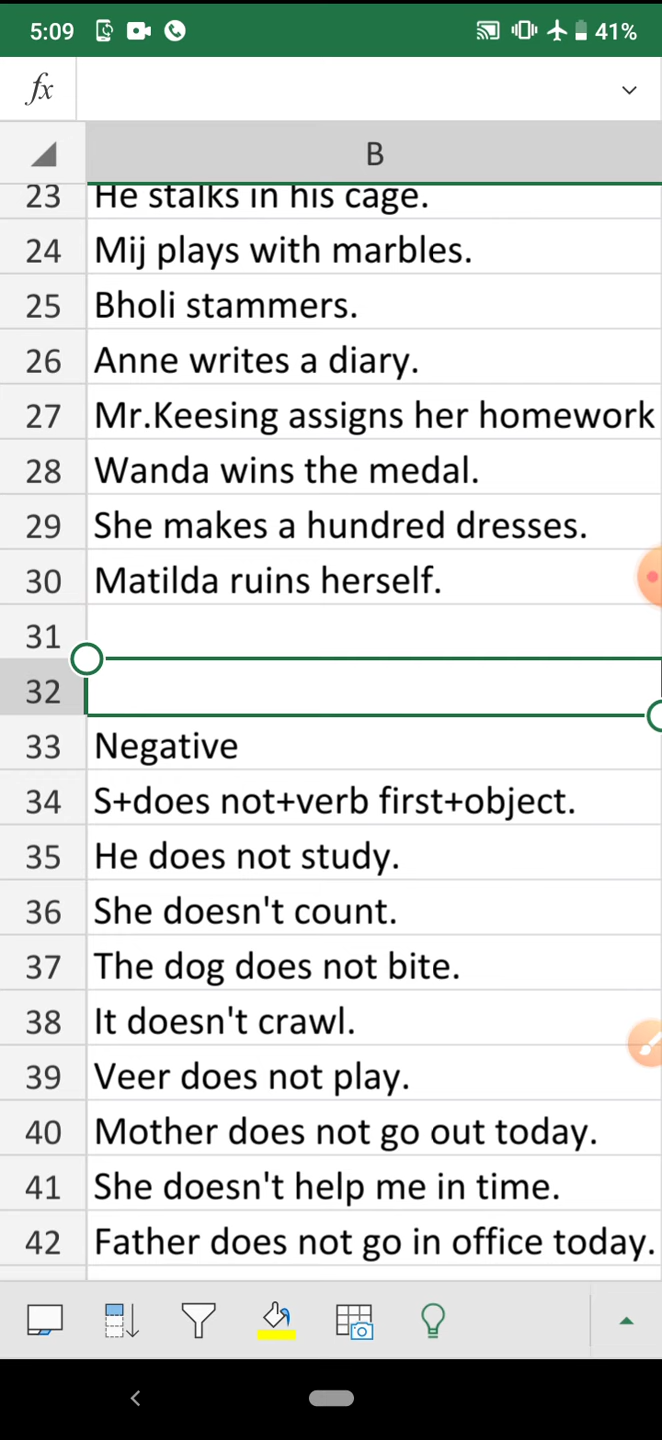 5:09
41%
fx
B
23 He stalks in his cage.
24 Mij plays with marbles.
25 Bholi stammers.
26 Anne writes a diary.
27 Mr.Keesing assigns her homework
28 Wanda wins the medal.
29 She makes a hundred dresses.
30 Matilda ruins herself.
31
32
33 Negative
34 S+does not+verb first+object.
35 He does not study.
36 She doesn't count.
37 The dog does not bite.
38 It doesn't crawl.
39 Veer does not play.
40 Mother does not go out today.
41 She doesn't help me in time.
42 Father does not go in office today.